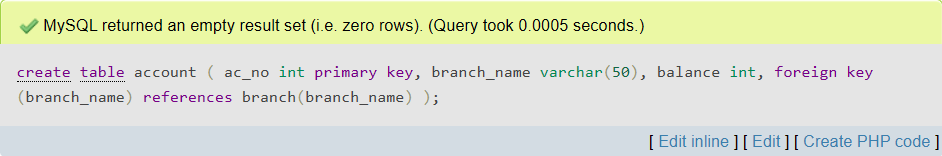 MySQL returned an empty result set (i.e. zero rows). (Query took 0.0005 seconds.)
create table account ( ac_no int primary key, branch_name varchar(50), balance int, foreign key
(branch_name) references branch(branch_name) );
[ Edit inline ] [ Edit ] [ Create PHP code ]